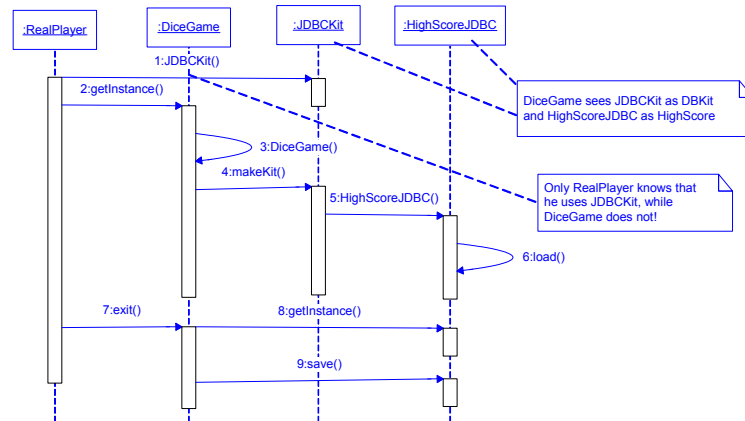 :RealPlayer
:DiceGame
:JDBCKit
:HighScoreJDBC
1:JDBCKit()
2:getInstance()
DiceGame sees JDBCKit as DBKit
and HighScoreJDBC as HighScore
3:DiceGame()
4:makeKit()
5:HighScoreJDBC()
Only RealPlayer knows that
he uses JDBCKit, while
DiceGame does not!
6:load()
7:exit()
8:getInstance()
9:save()